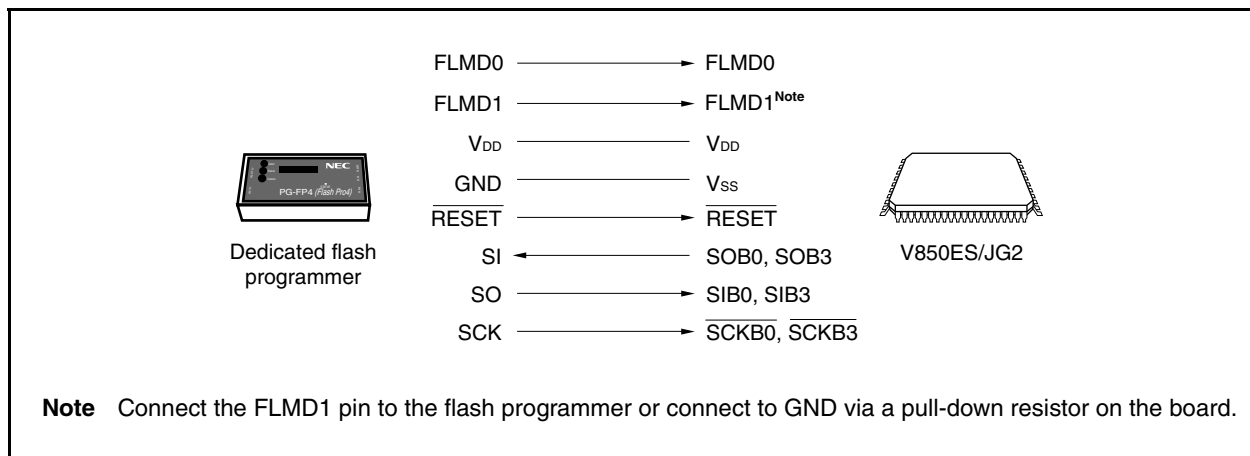 FLMD0 FLMD0
FLMD1 FLMD1Note
VDD VDD
GND VSS
RESET RESET
SI SOB0, SOB3
SO SIB0, SIB3
SCK SCKB0, SCKB3
NEC
PG-FP4 (Flash Pro4)
Dedicated flash
programmer
V850ES/JG2
Note Connect the FLMD1 pin to the flash programmer or connect to GND via a pull-down resistor on the board.